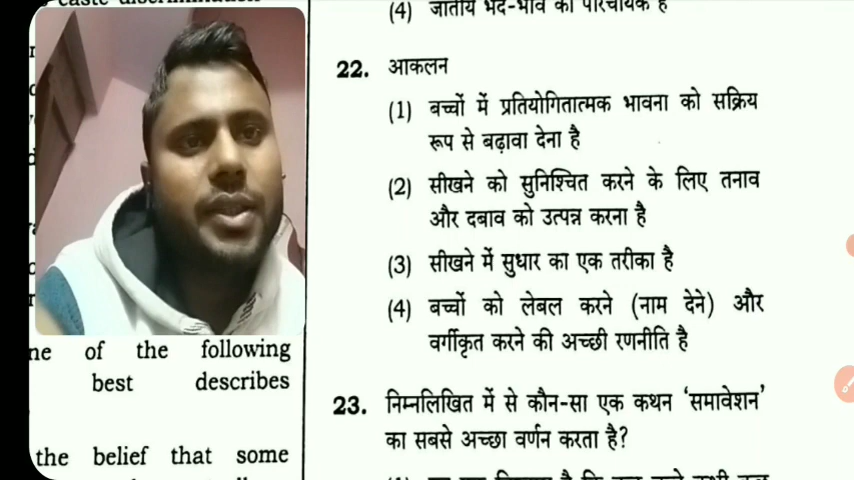 (4) जातीय भेद-भाव का परिचायक है
22. आकलन
(1) बच्चों में प्रतियोगितात्मक भावना को सक्रिय
रूप से बढ़ावा देना है
(2) सीखने को सुनिश्चित करने के लिए तनाव
और दबाव को उत्पन्न करना है
(3) सीखने में सुधार का एक तरीका है
(4) बच्चों को लेबल करने (नाम देने) और
वर्गीकृत करने की अच्छी रणनीति है
23. निम्नलिखित में से कौन-सा एक कथन 'समावेशन'
का सबसे अच्छा वर्णन करता है?
of the following
best describes
the belief that some